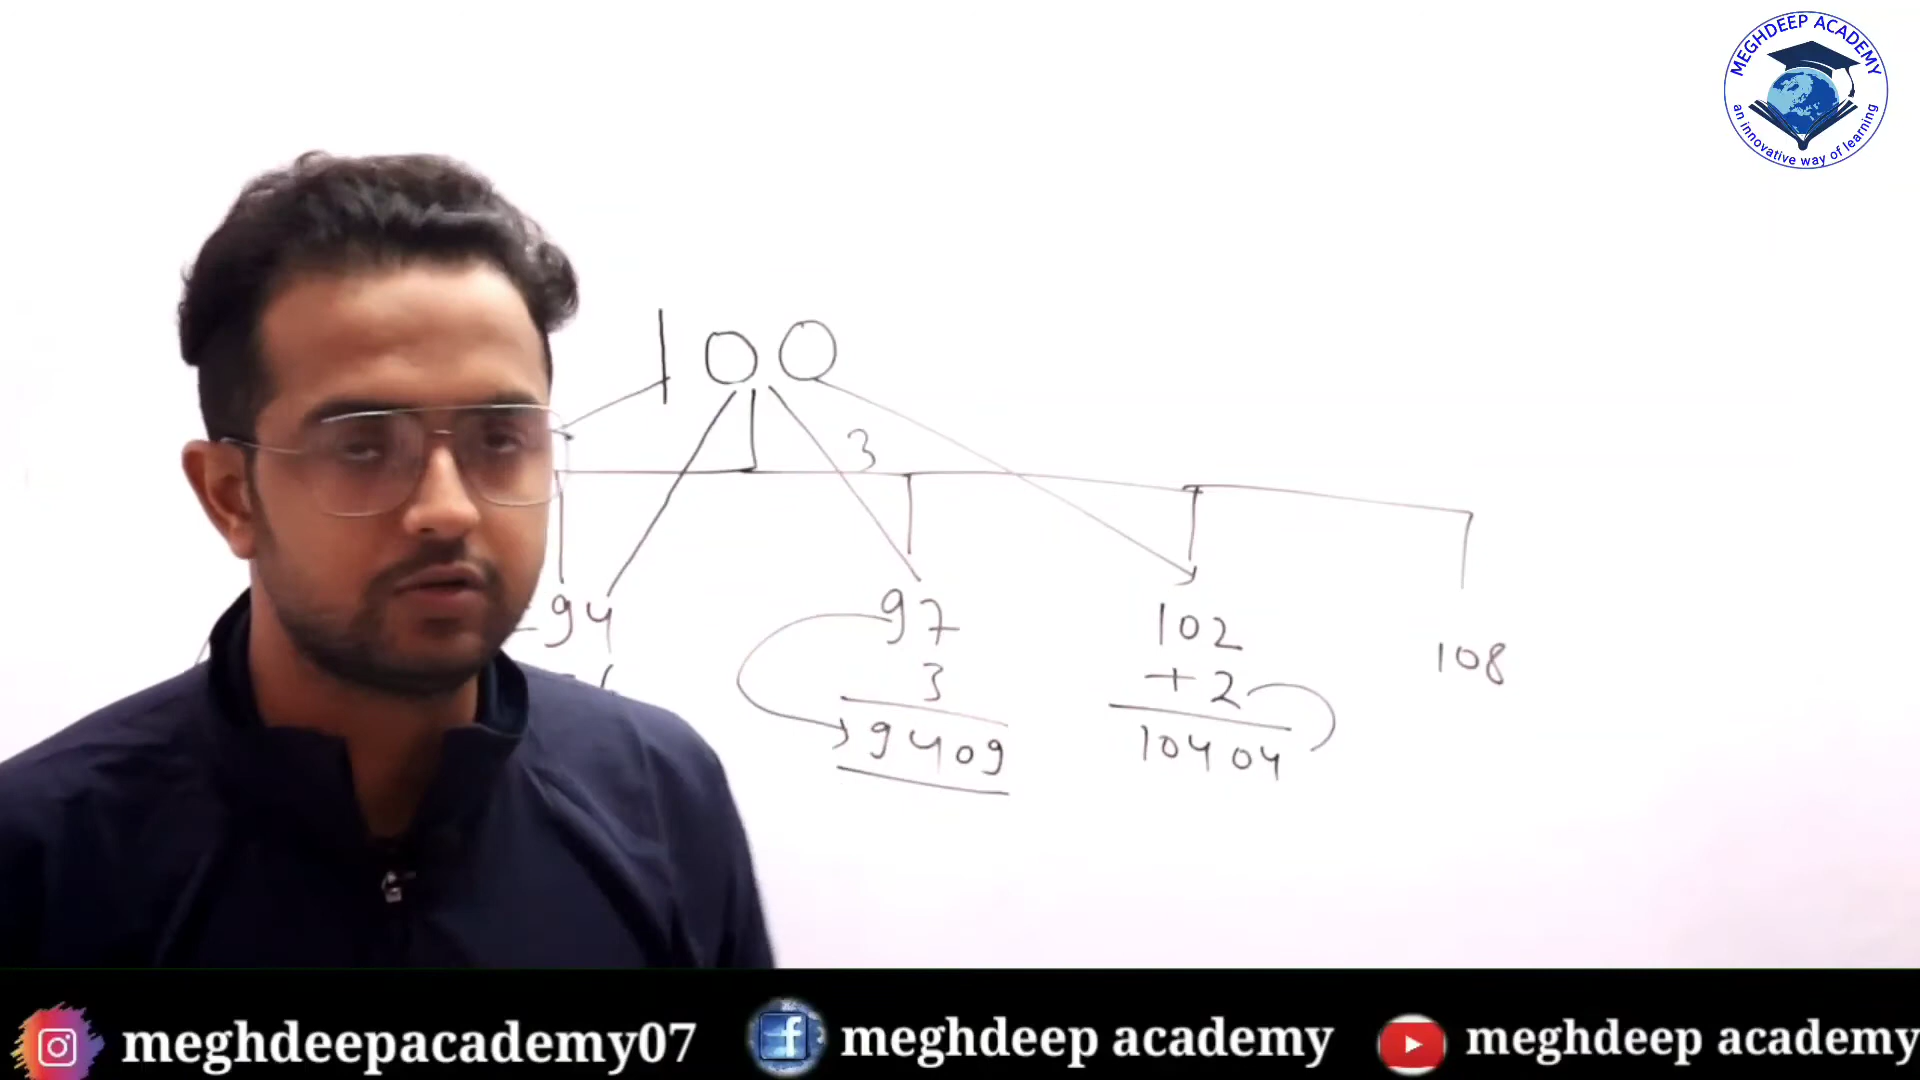 MEGHDEEP ACADEMY
an innovative way of learning
100
3
94
97
102
108
3
+2
9409
10404
meghdeepacademy07
meghdeep academy
meghdeep academy